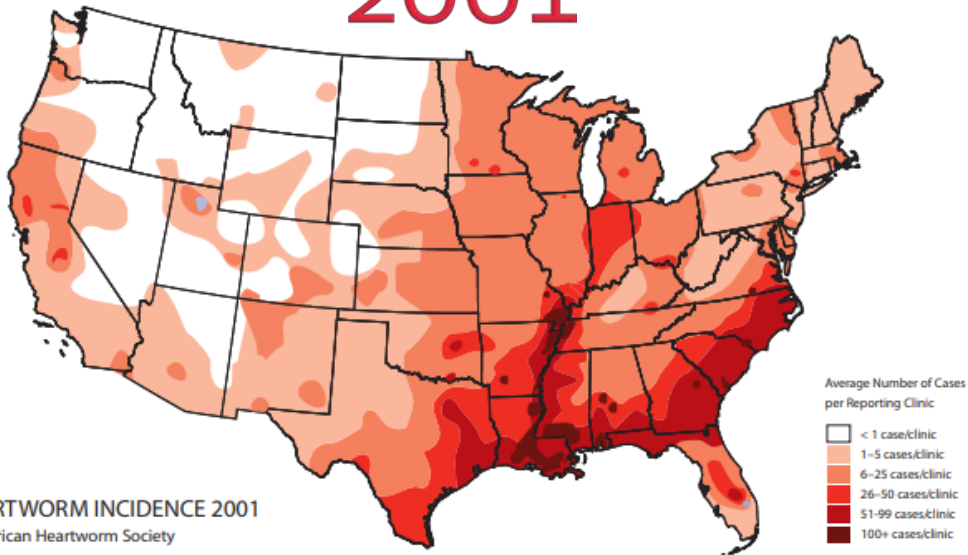 2001
Average Number of Cases
per Reporting Clinic
< 1 case/clinic
1–5 cases/clinic
6–25 cases/clinic
26–50 cases/clinic
51-99 cases/clinic
100+ cases/clinic
RTWORM INCIDENCE 2001
rican Heartworm Society